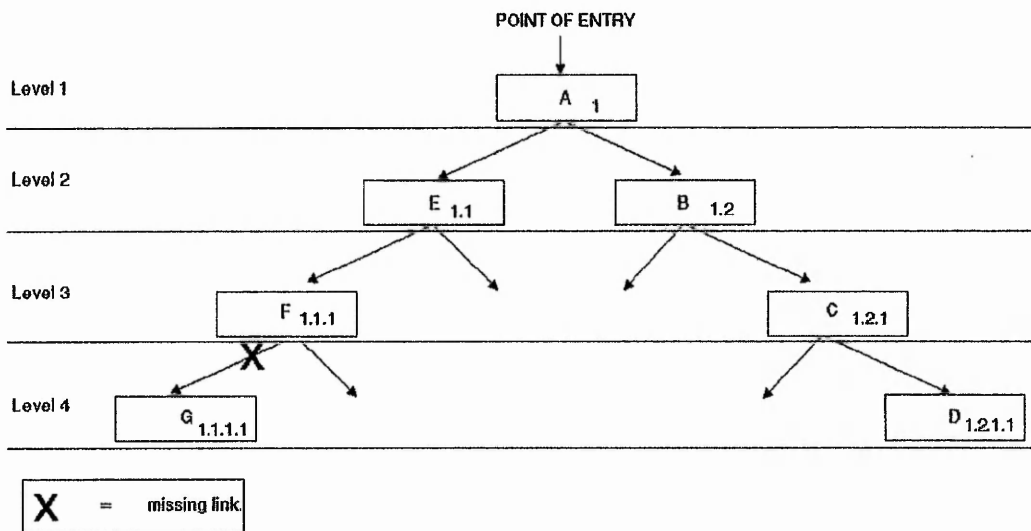 POINT OF ENTRY
Level 1
A 1
Level 2
E 1.1
B 1.2
Level 3
F 1.1.1
C 1.2.1
X
Level 4
G 1.1.1.1
D 1.2.1.1
X = missing link.